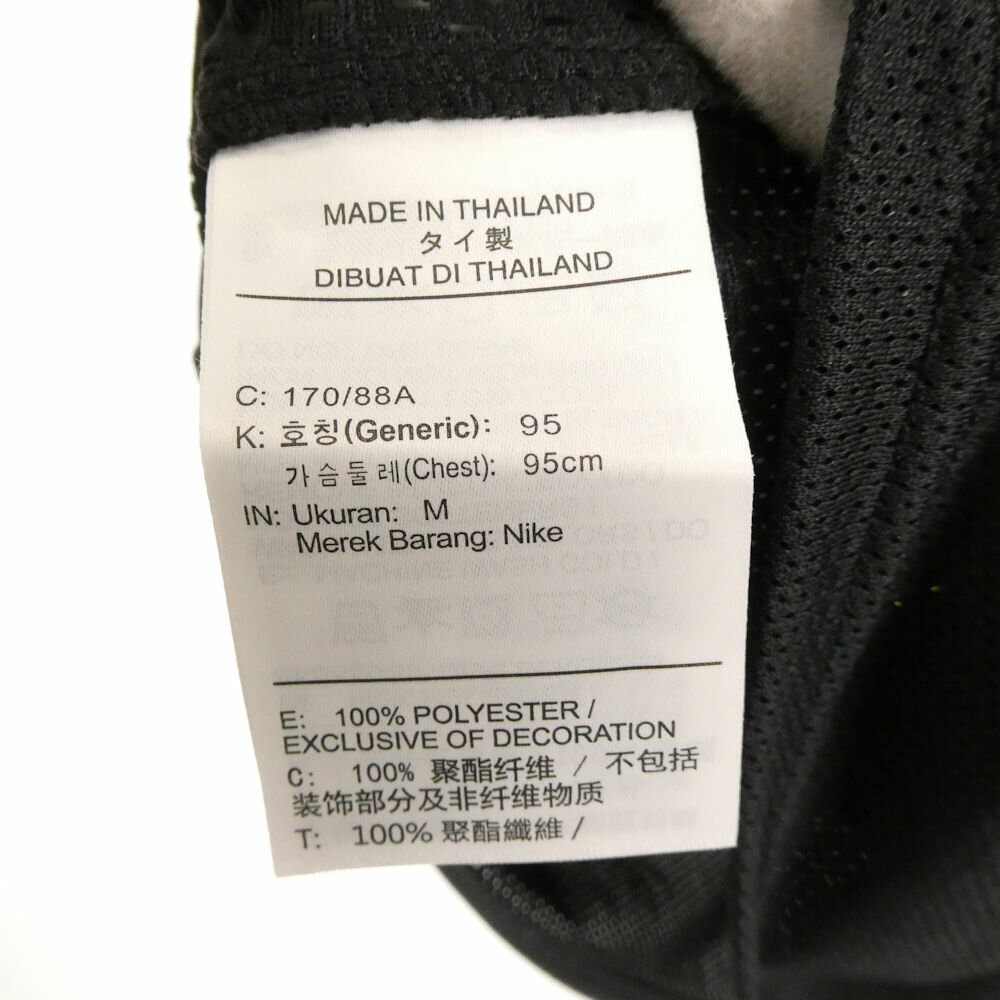 MADE IN THAILAND
タイ製
DIBUAT DI THAILAND
C: 170/88A
K: 호칭(Generic): 95
가슴둘레(Chest): 95cm
IN: Ukuran: M
Merek Barang: Nike
E: 100% POLYESTER /
EXCLUSIVE OF DECORATION
C: 100% 聚酯纤维 / 不包括
装饰部分及非纤维物质
T: 100% 聚酯纖維 /